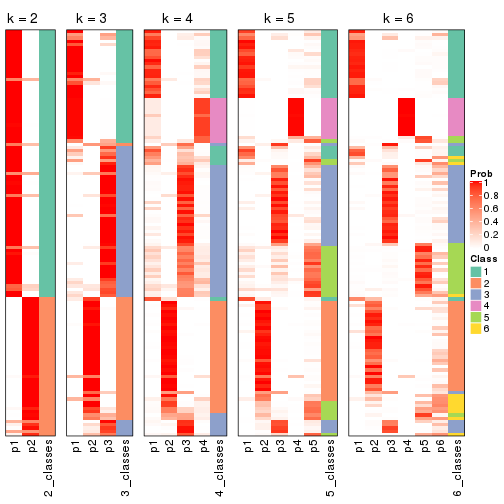 k = 2
k = 3
k = 4
k = 5
k = 6
p1
p2
2_classes
p1
p2
p3
3_classes
p1
p2
p3
p4
4_classes
p1
p2
p3
p4
p5
5_classes
p1
p2
p3
p4
p5
p6
6_classes
Prob
1
0.8
0.6
0.4
0.2
0
Class
1
2
3
4
5
6